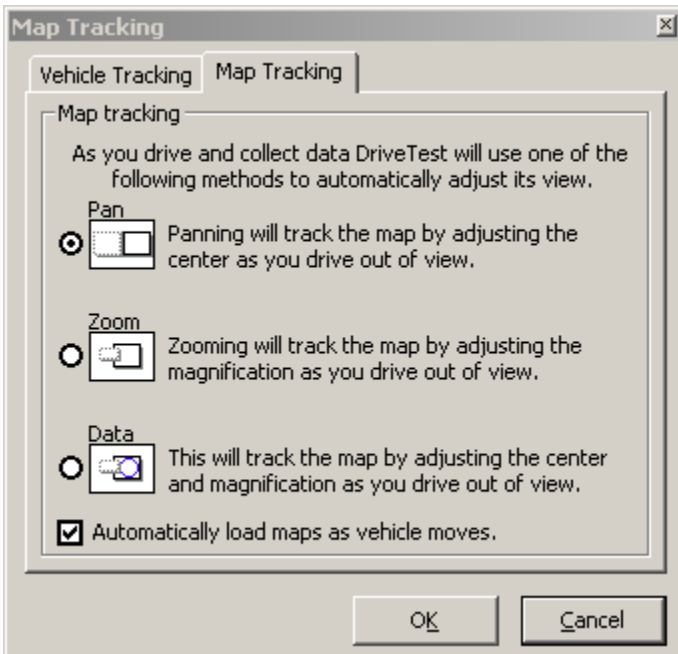 Map Tracking
Vehicle Tracking
Map Tracking
Map tracking
As you drive and collect data DriveTest will use one of the
following methods to automatically adjust its view.
Pan
Panning will track the map by adjusting the
center as you drive out of view.
Zoom
Zooming will track the map by adjusting the
magnification as you drive out of view.
Data
This will track the map by adjusting the center
and magnification as you drive out of view.
Automatically load maps as vehicle moves.
OK
Cancel